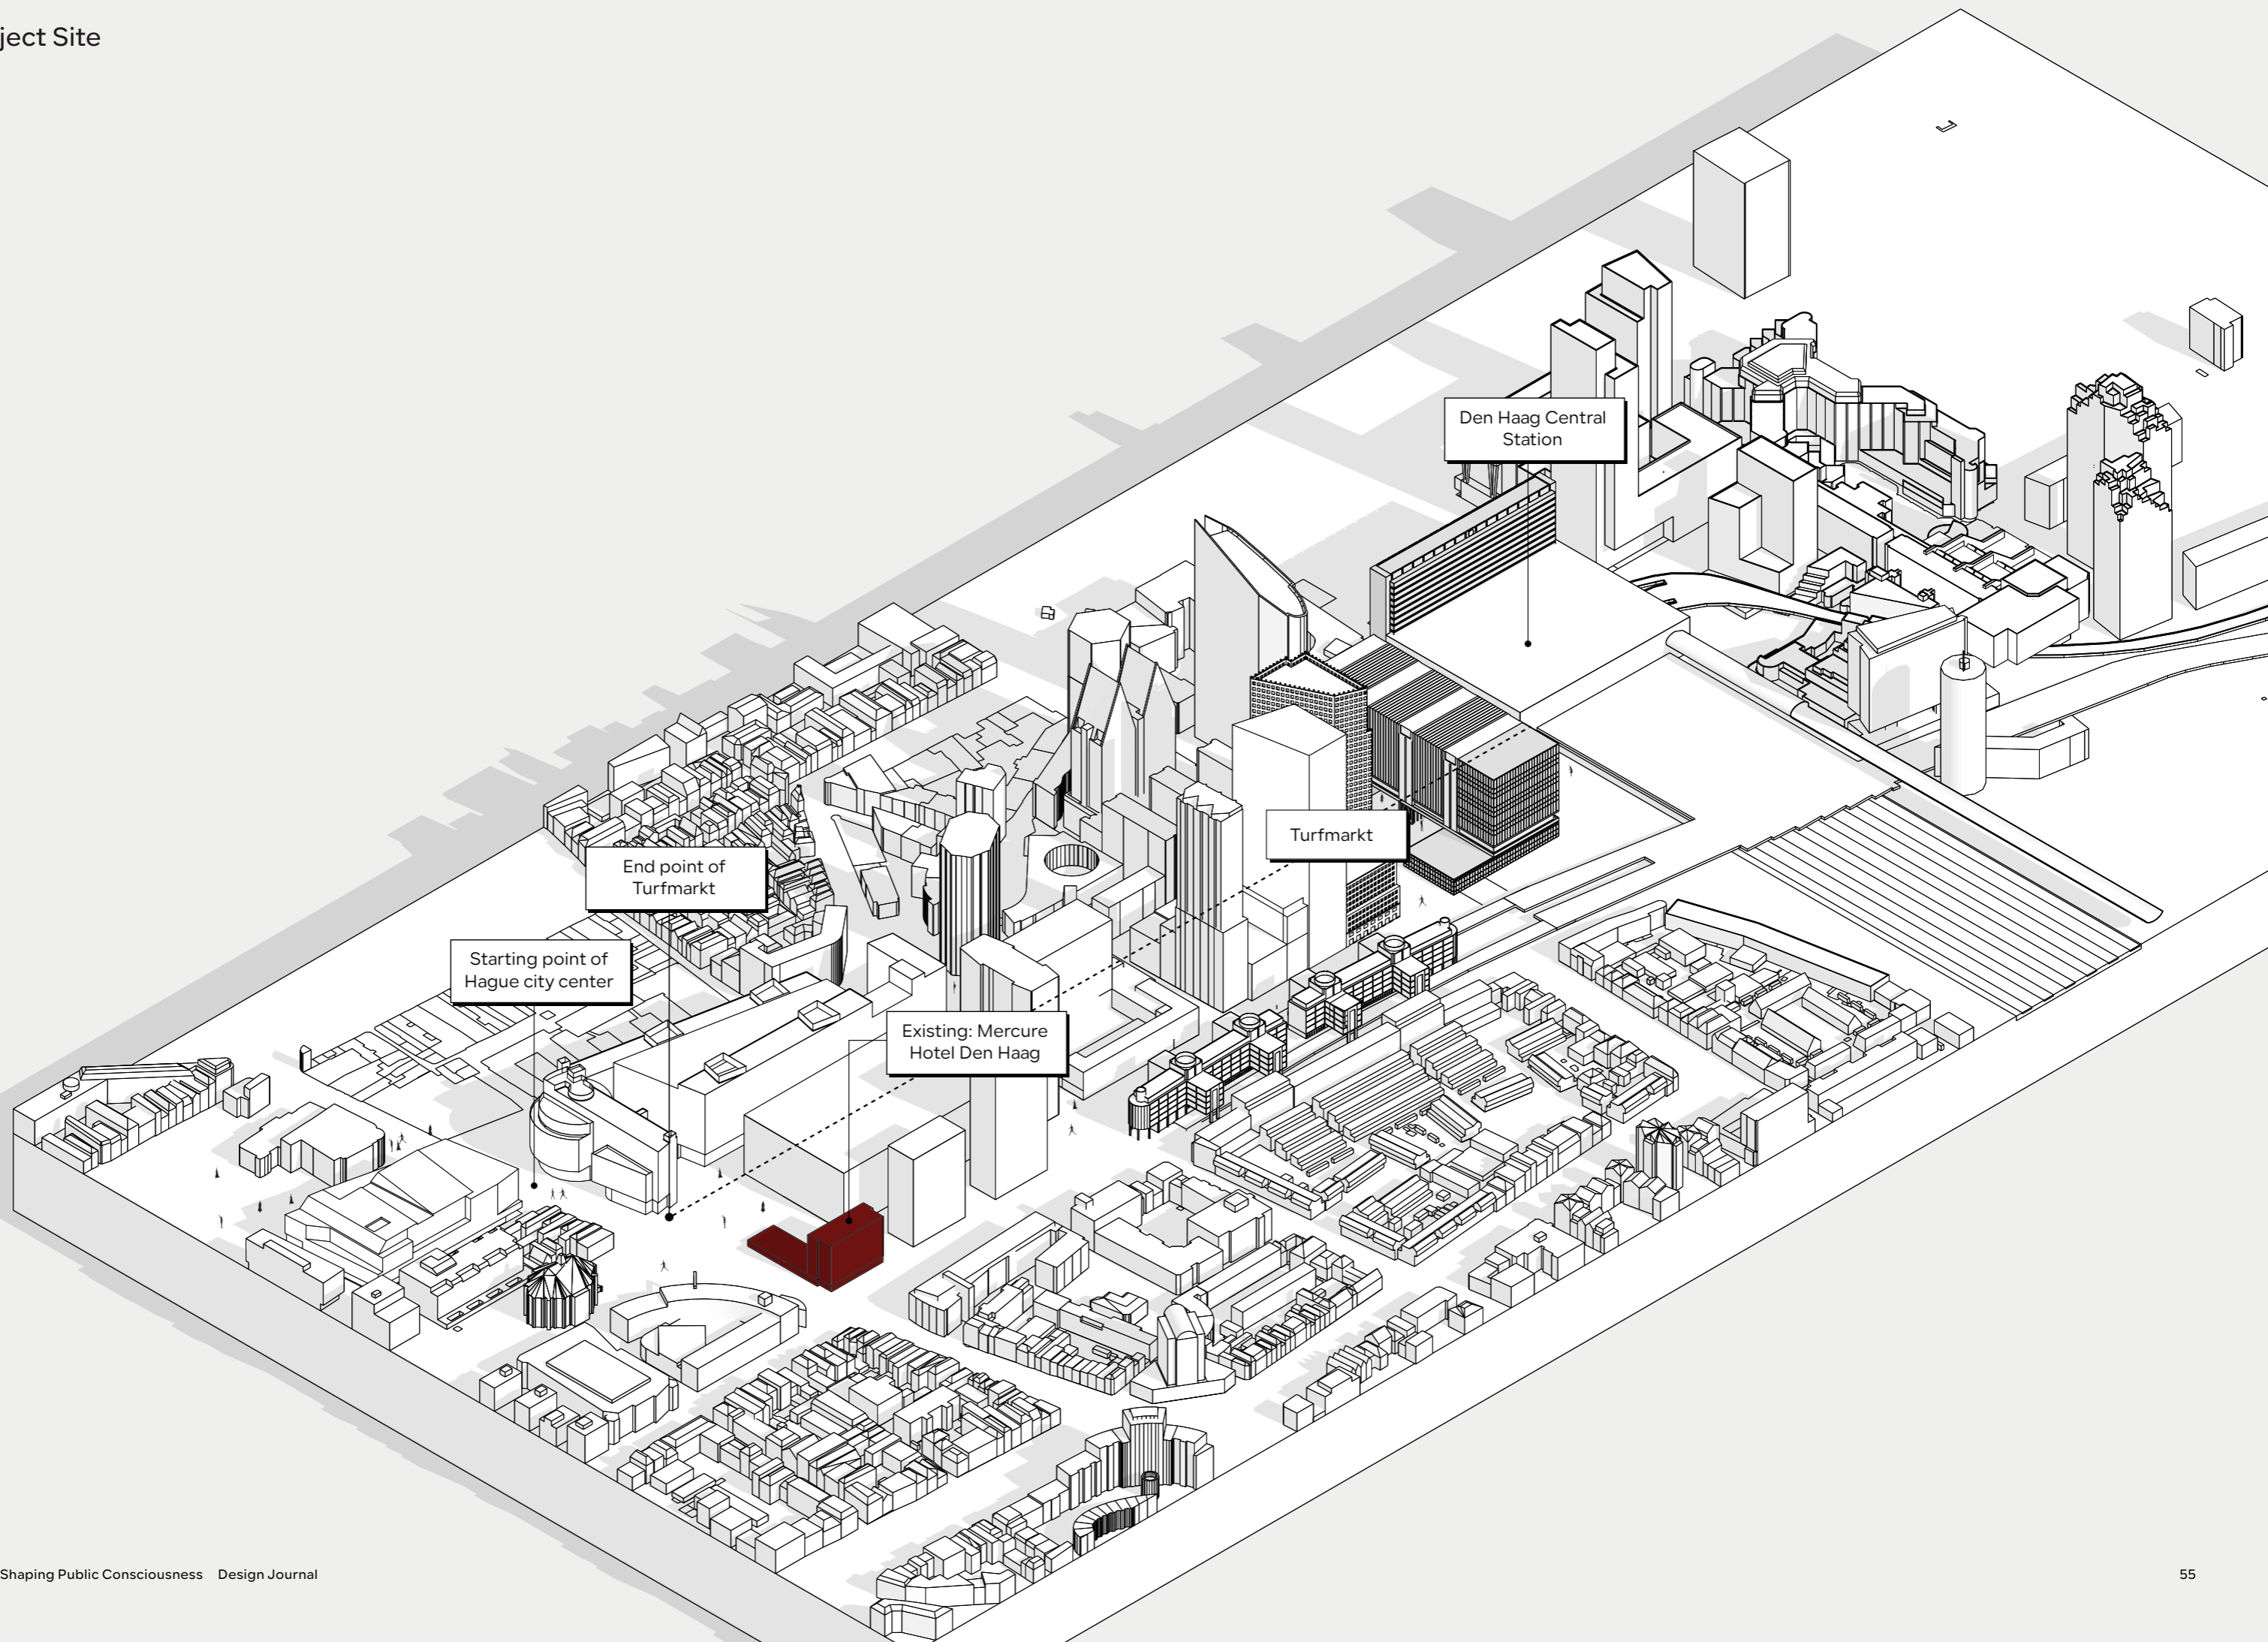 ject Site
Den Haag Central
Station
Turfmarkt
End point of
Turfmarkt
Starting point of
Hague city center
Existing: Mercure
Hotel Den Haag
Shaping Public Consciousness Design Journal
55